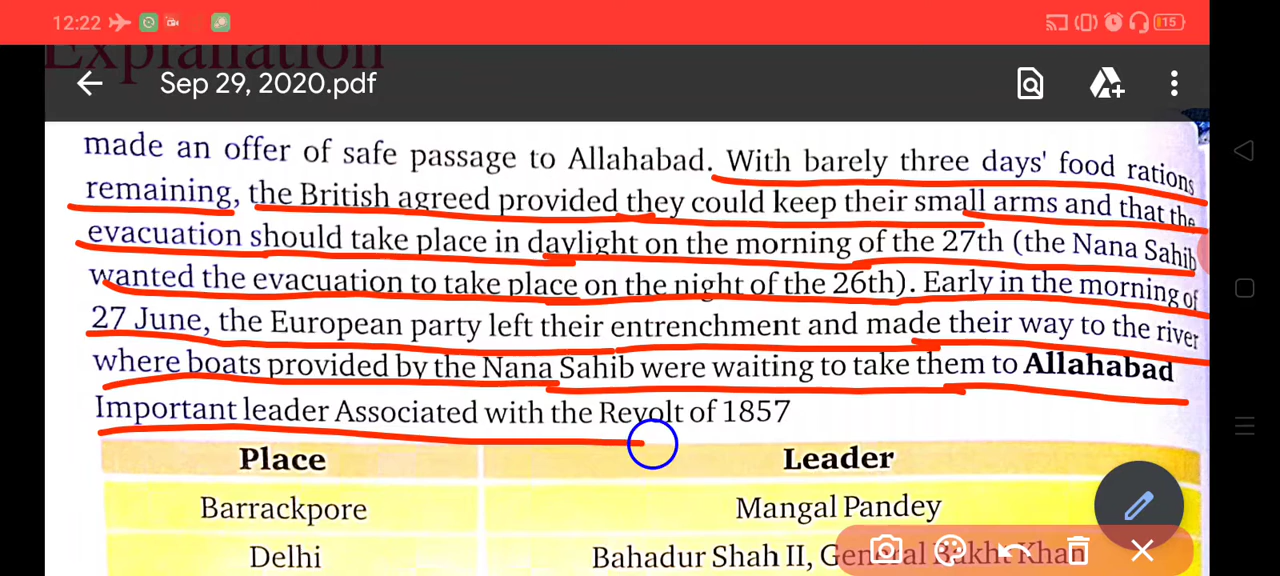 12:22
15
Explanation
Sep 29, 2020.pdf
made an offer of safe passage to Allahabad. With barely three days' food rations
remaining, the British agreed provided they could keep their small arms and that the
evacuation should take place in daylight on the morning of the 27th (the Nana Sahib
wanted the evacuation to take place on the night of the 26th). Early in the morning of
27 June, the European party left their entrenchment and made their way to the river
where boats provided by the Nana Sahib were waiting to take them to Allahabad
Important leader Associated with the Revolt of 1857
Place Leader
Barrackpore Mangal Pandey
Delhi Bahadur Shah II, General Bakht Khan